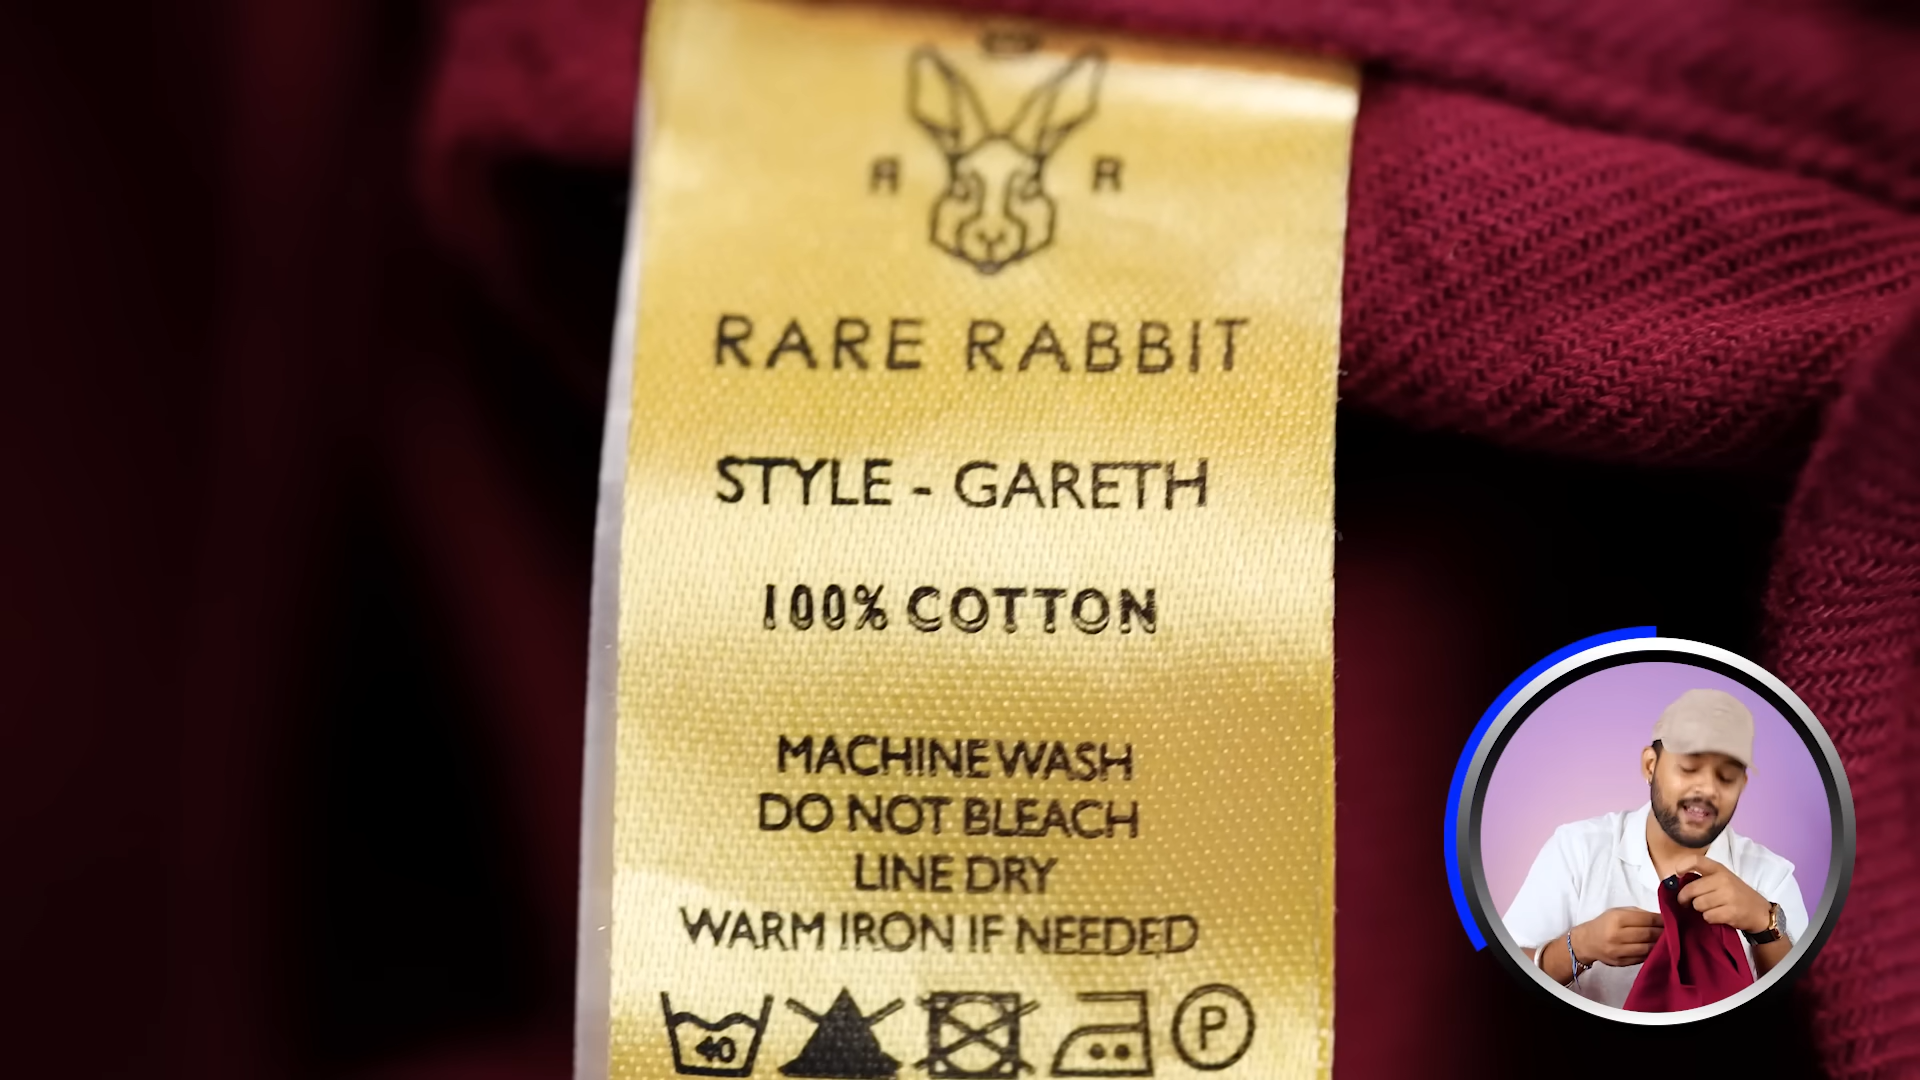 R R
RARE RABBIT
STYLE - GARETH
100% COTTON
MACHINE WASH
DO NOT BLEACH
LINE DRY
WARM IRON IF NEEDED
40
P